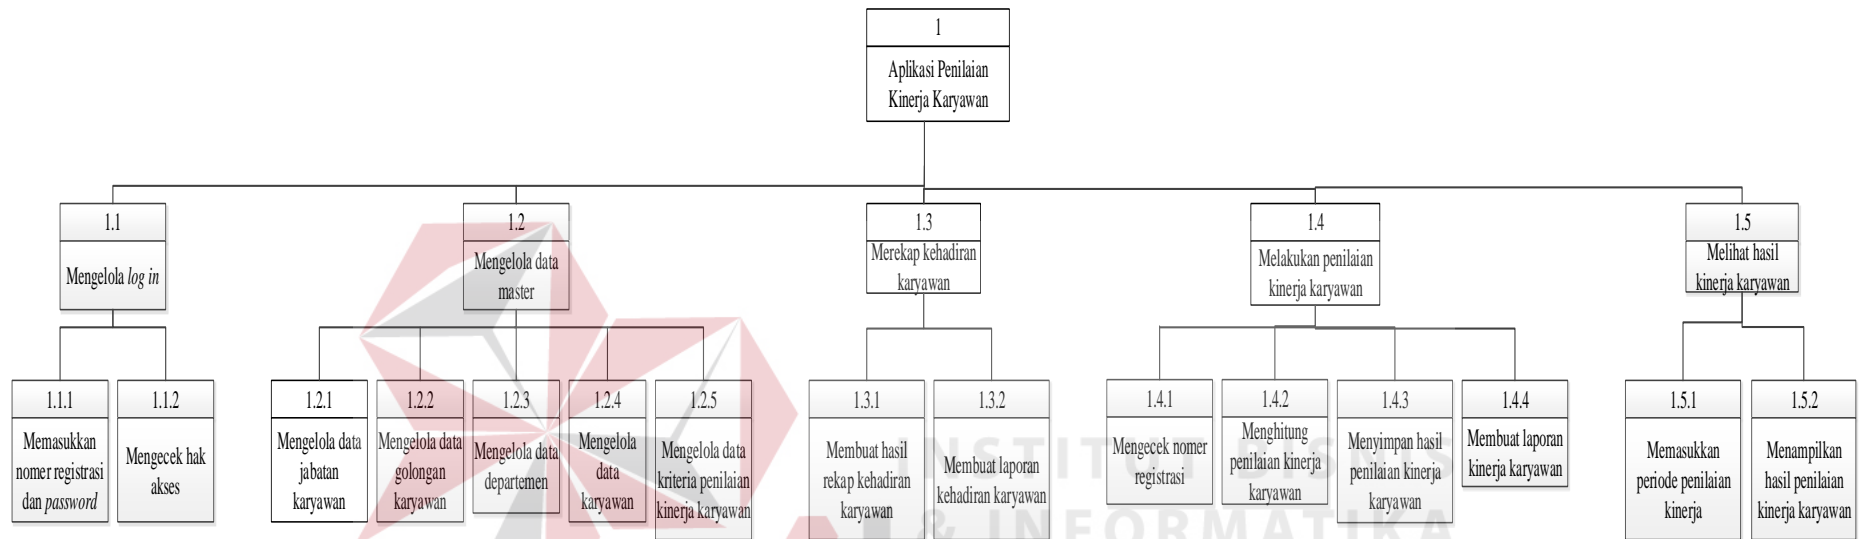 1
Aplikasi Penilaian
Kinerja Karyawan
1.1
Mengelola log in
1.2
Mengelola data
master
1.3
Merekap kehadiran
karyawan
1.4
Melakukan penilaian
kinerja karyawan
1.5
Melihat hasil
kinerja karyawan
1.1.1
Memasukkan
nomer registrasi
dan password
1.1.2
Mengecek hak
akses
1.2.1
Mengelola data
jabatan
karyawan
1.2.2
Mengelola data
golongan
karyawan
1.2.3
Mengelola data
departemen
1.2.4
Mengelola
data
karyawan
1.2.5
Mengelola data
kriteria penilaian
kinerja karyawan
1.3.1
Membuat hasil
rekap kehadiran
karyawan
1.3.2
Membuat laporan
kehadiran karyawan
1.4.1
Mengecek nomer
registrasi
1.4.2
Menghitung
penilaian kinerja
karyawan
1.4.3
Menyimpan hasil
penilaian kinerja
karyawan
1.4.4
Membuat laporan
kinerja karyawan
1.5.1
Memasukkan
periode penilaian
kinerja
1.5.2
Menampilkan
hasil penilaian
kinerja karyawan
INSTITUT BISNIS
& INFORMATIKA